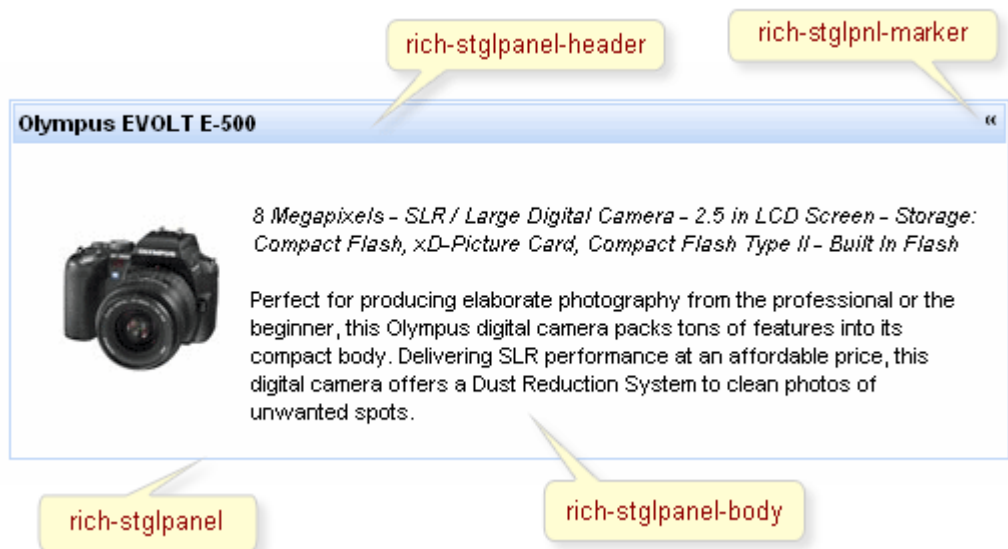 rich-stglpanel-header
rich-stglpnl-marker
Olympus EVOLT E-500
«
8 Megapixels - SLR / Large Digital Camera - 2.5 in LCD Screen - Storage:
Compact Flash, xD-Picture Card, Compact Flash Type II - Built In Flash
OLYMPUS
Perfect for producing elaborate photography from the professional or the
beginner, this Olympus digital camera packs tons of features into its
compact body. Delivering SLR performance at an affordable price, this
digital camera offers a Dust Reduction System to clean photos of
unwanted spots.
rich-stglpanel
rich-stglpanel-body